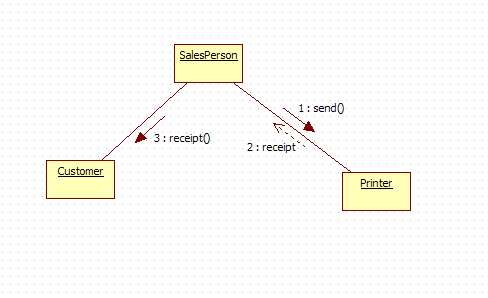 SalesPerson
1 : send()
3 : receipt()
2 : receipt
Customer
Printer